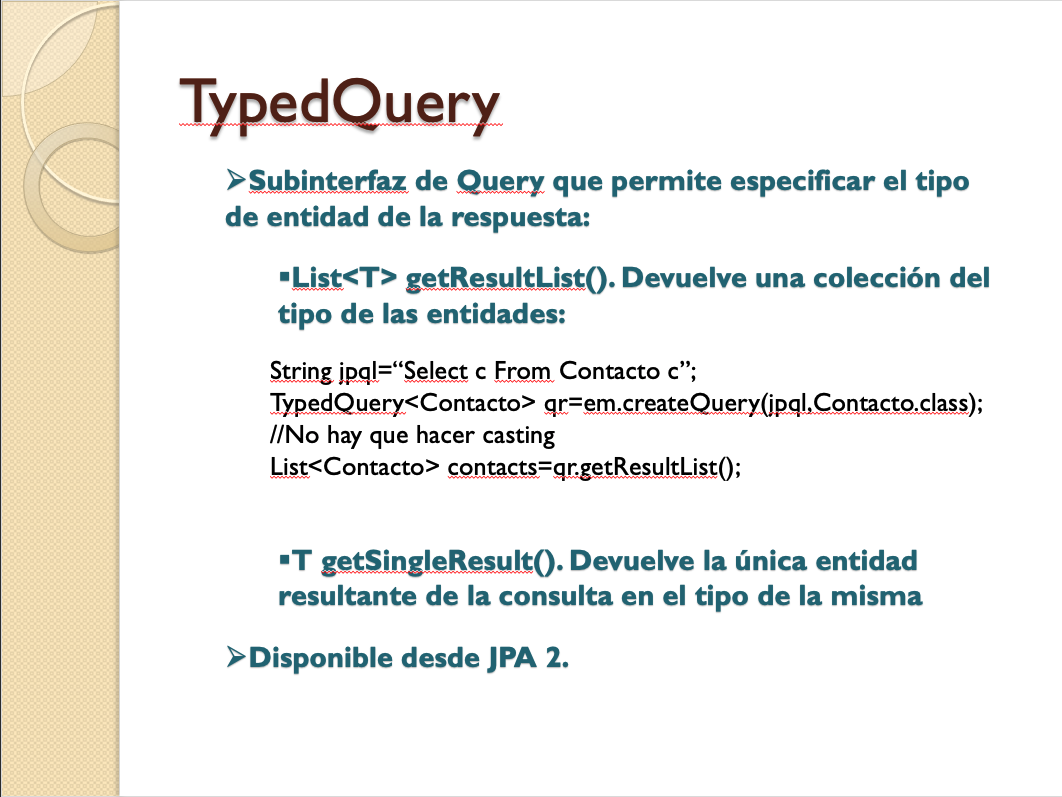 TypedQuery
➢Subinterfaz de Query que permite especificar el tipo
de entidad de la respuesta:
▪List<T> getResultList(). Devuelve una colección del
tipo de las entidades:
String jpql=“Select c From Contacto c”;
TypedQuery<Contacto> qr=em.createQuery(jpql,Contacto.class);
//No hay que hacer casting
List<Contacto> contacts=qr.getResultList();
▪T getSingleResult(). Devuelve la única entidad
resultante de la consulta en el tipo de la misma
➢Disponible desde JPA 2.